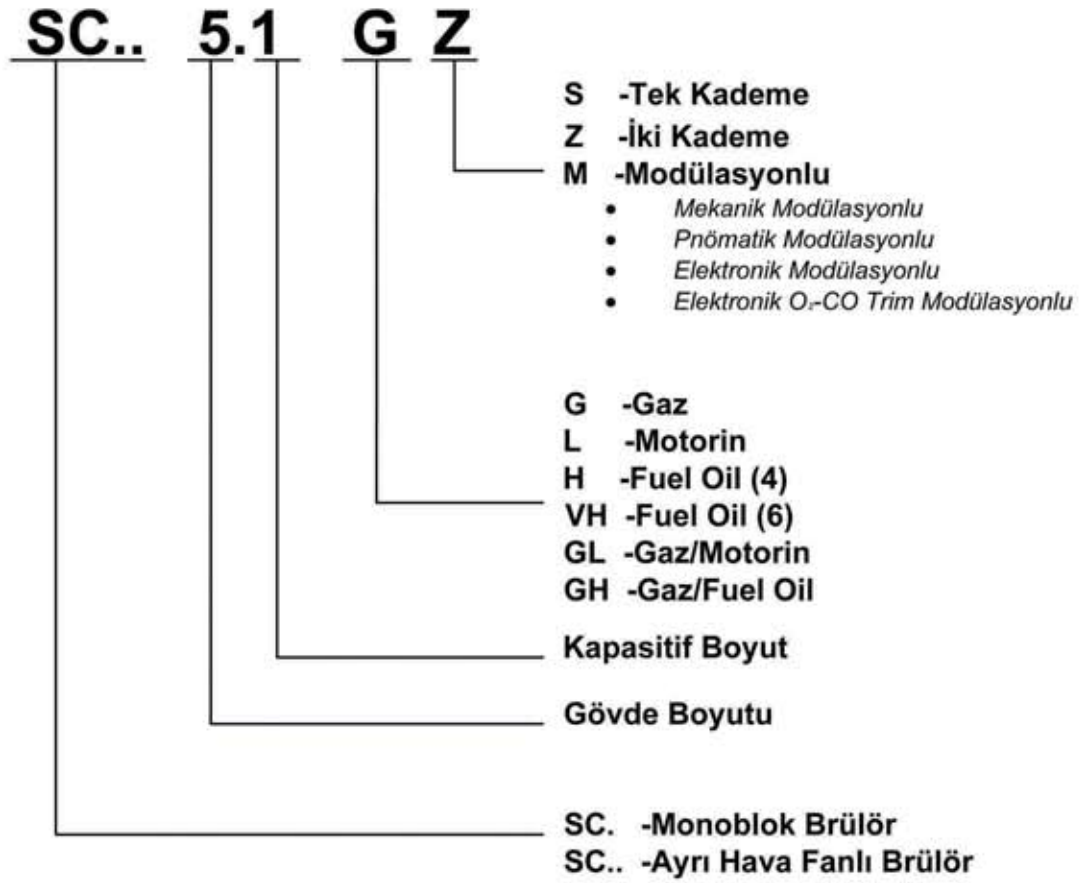 SC.. 5.1 G Z
S -Tek Kademe
Z -İki Kademe
M -Modülasyonlu
• Mekanik Modülasyonlu
• Pnömatik Modülasyonlu
• Elektronik Modülasyonlu
• Elektronik O₂-CO Trim Modülasyonlu
G -Gaz
L -Motorin
H -Fuel Oil (4)
VH -Fuel Oil (6)
GL -Gaz/Motorin
GH -Gaz/Fuel Oil
Kapasitif Boyut
Gövde Boyutu
SC. -Monoblok Brülör
SC.. -Ayrı Hava Fanlı Brülör